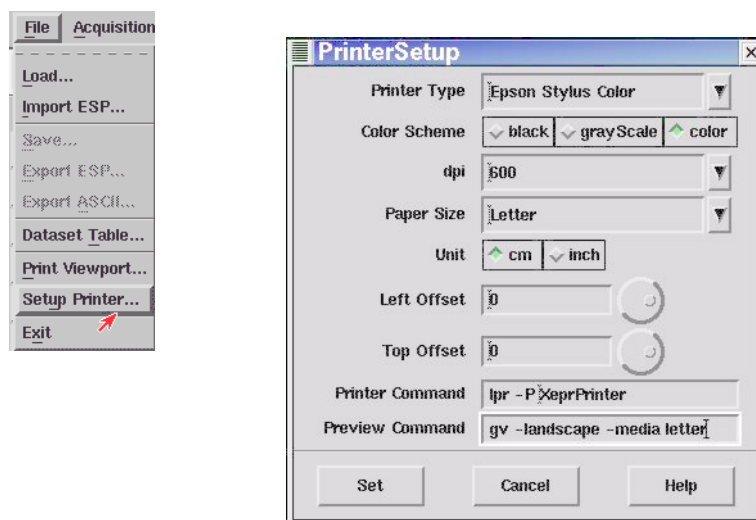 File Acquisition
Load...
Import ESP...
Save...
Export ESP...
Export ASCII...
Dataset Table...
Print Viewport...
Setup Printer...
Exit
PrinterSetup
Printer Type Epson Stylus Color
Color Scheme black grayScale color
dpi 600
Paper Size Letter
Unit cm inch
Left Offset 0
Top Offset 0
Printer Command lpr -P XeprPrinter
Preview Command gv -landscape -media letter
Set Cancel Help